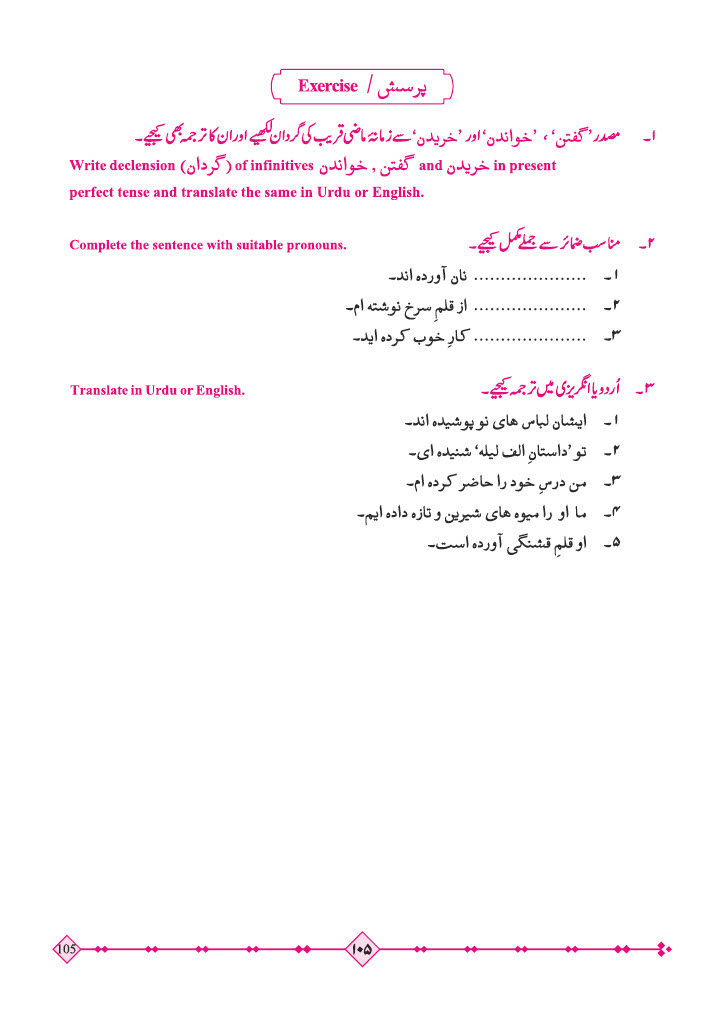 پرسش / Exercise
۱۔ مصدر ’گفتن‘ ، ’خواندن‘ اور ’خریدن‘ سے زمانۂ ماضی قریب کی گردان لکھیے اور ان کا ترجمہ بھی کیجیے۔
Write declension (گردان) of infinitives گفتن , خواندن and خریدن in present
perfect tense and translate the same in Urdu or English.
۲۔ مناسب ضمائر سے جملے مکمل کیجیے۔ Complete the sentence with suitable pronouns.
۱۔ ..................... نان آورده اند۔
۲۔ ..................... از قلمِ سرخ نوشته ام۔
۳۔ ..................... کارِ خوب کرده اید۔
۳۔ اُردو یا انگریزی میں ترجمہ کیجیے۔ Translate in Urdu or English.
۱۔ ایشان لباس های نو پوشیده اند۔
۲۔ تو ’داستانِ الف لیله‘ شنیده ای۔
۳۔ من درسِ خود را حاضر کرده ام۔
۴۔ ما او را میوه های شیرین و تازه داده ایم۔
۵۔ او قلمِ قشنگی آورده است۔
105
۱۰۵